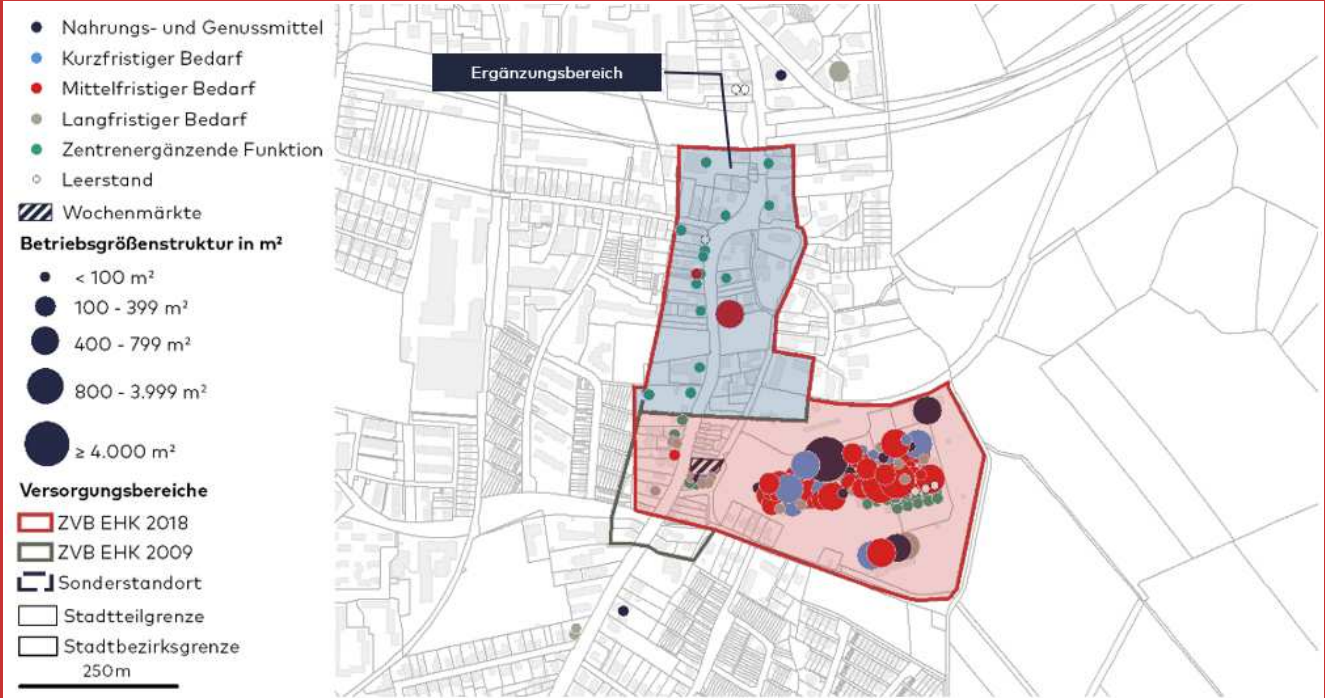 Nahrungs- und Genussmittel
Kurzfristiger Bedarf
Mittelfristiger Bedarf
Langfristiger Bedarf
Zentrenergänzende Funktion
Leerstand
Wochenmärkte
Betriebsgrößenstruktur in m²
< 100 m²
100 - 399 m²
400 - 799 m²
800 - 3.999 m²
≥ 4.000 m²
Versorgungsbereiche
ZVB EHK 2018
ZVB EHK 2009
Sonderstandort
Stadtteilgrenze
Stadtbezirksgrenze
250m
Ergänzungsbereich